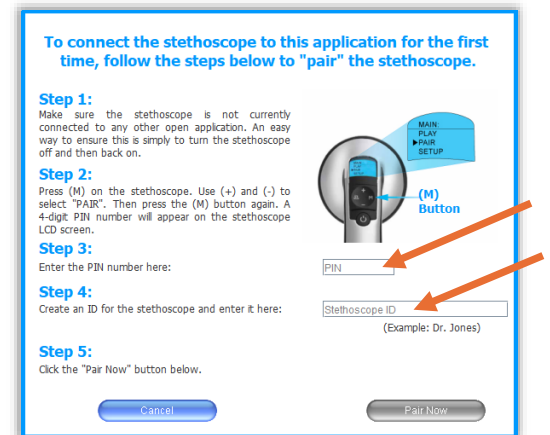 To connect the stethoscope to this application for the first
time, follow the steps below to "pair" the stethoscope.
Step 1:
Make sure the stethoscope is not currently
connected to any other open application. An easy
way to ensure this is simply to turn the stethoscope
off and then back on.
MAIN:
PLAY
PAIR
SETUP
Step 2:
Press (M) on the stethoscope. Use (+) and (-) to
select "PAIR". Then press the (M) button again. A
4-digit PIN number will appear on the stethoscope
LCD screen.
(M)
Button
Step 3:
Enter the PIN number here:
PIN
Step 4:
Create an ID for the stethoscope and enter it here:
Stethoscope ID
(Example: Dr. Jones)
Step 5:
Click the "Pair Now" button below.
Cancel
Pair Now